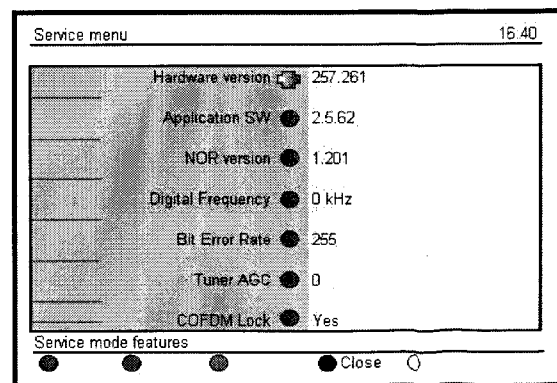 Service menu 16:40
Hardware version 257.261
Application SW 2.5.62
NOR version 1.201
Digital Frequency 0 kHz
Bit Error Rate 255
Tuner AGC 0
COFDM Lock Yes
Service mode features
Close